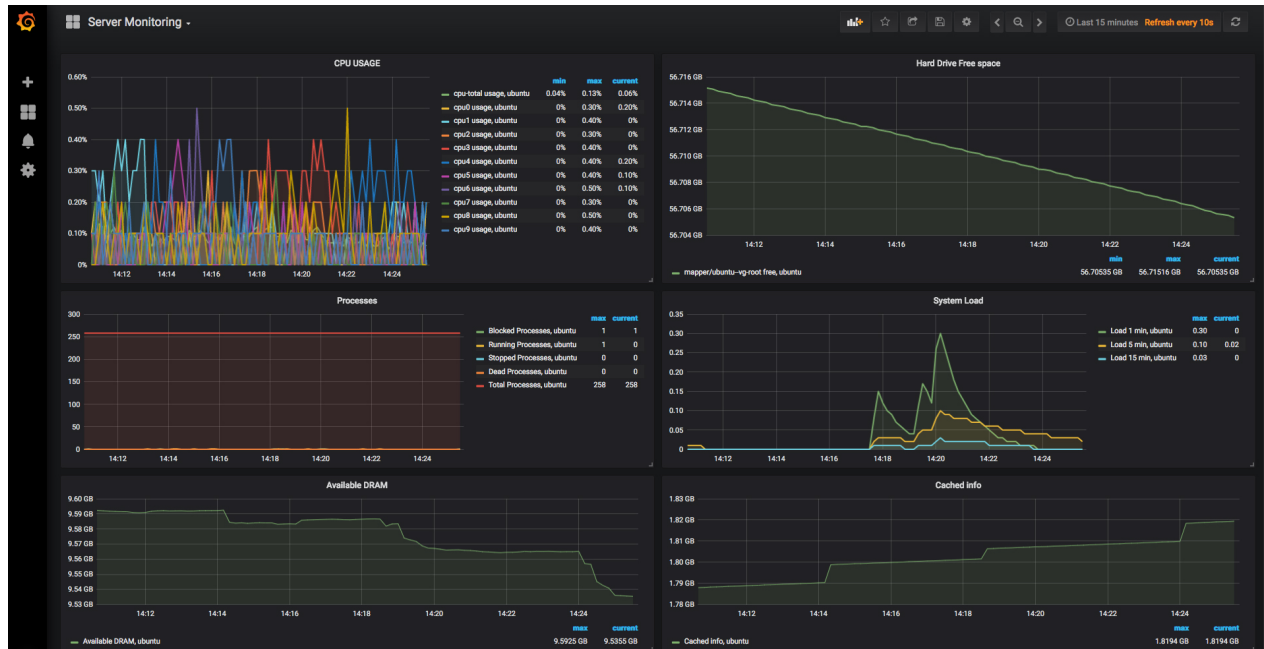 Server Monitoring
Last 15 minutes Refresh every 10s
CPU USAGE
0.60%
0.50%
0.40%
0.30%
0.20%
0.10%
0%
14:12 14:14 14:16 14:18 14:20 14:22 14:24
min max current
cpu-total usage, ubuntu 0.04% 0.13% 0.06%
cpu0 usage, ubuntu 0% 0.30% 0.20%
cpu1 usage, ubuntu 0% 0.40% 0%
cpu2 usage, ubuntu 0% 0.30% 0%
cpu3 usage, ubuntu 0% 0.40% 0%
cpu4 usage, ubuntu 0% 0.40% 0.20%
cpu5 usage, ubuntu 0% 0.40% 0.10%
cpu6 usage, ubuntu 0% 0.50% 0.10%
cpu7 usage, ubuntu 0% 0.30% 0%
cpu8 usage, ubuntu 0% 0.50% 0%
cpu9 usage, ubuntu 0% 0.40% 0%
Hard Drive Free space
56.716 GB
56.714 GB
56.712 GB
56.710 GB
56.708 GB
56.706 GB
56.704 GB
14:12 14:14 14:16 14:18 14:20 14:22 14:24
min max current
mapper/ubuntu-vg-root free, ubuntu 56.70535 GB 56.71516 GB 56.70535 GB
Processes
300
250
200
150
100
50
0
14:12 14:14 14:16 14:18 14:20 14:22 14:24
max current
Blocked Processes, ubuntu 1 1
Running Processes, ubuntu 1 0
Stopped Processes, ubuntu 0 0
Dead Processes, ubuntu 0 0
Total Processes, ubuntu 258 258
System Load
0.35
0.30
0.25
0.20
0.15
0.10
0.05
0
14:12 14:14 14:16 14:18 14:20 14:22 14:24
max current
Load 1 min, ubuntu 0.30 0
Load 5 min, ubuntu 0.10 0.02
Load 15 min, ubuntu 0.03 0
Available DRAM
9.60 GB
9.59 GB
9.58 GB
9.57 GB
9.56 GB
9.55 GB
9.54 GB
9.53 GB
14:12 14:14 14:16 14:18 14:20 14:22 14:24
max current
Available DRAM, ubuntu 9.5925 GB 9.5355 GB
Cached info
1.83 GB
1.82 GB
1.81 GB
1.80 GB
1.79 GB
1.78 GB
14:12 14:14 14:16 14:18 14:20 14:22 14:24
max current
Cached info, ubuntu 1.8194 GB 1.8194 GB